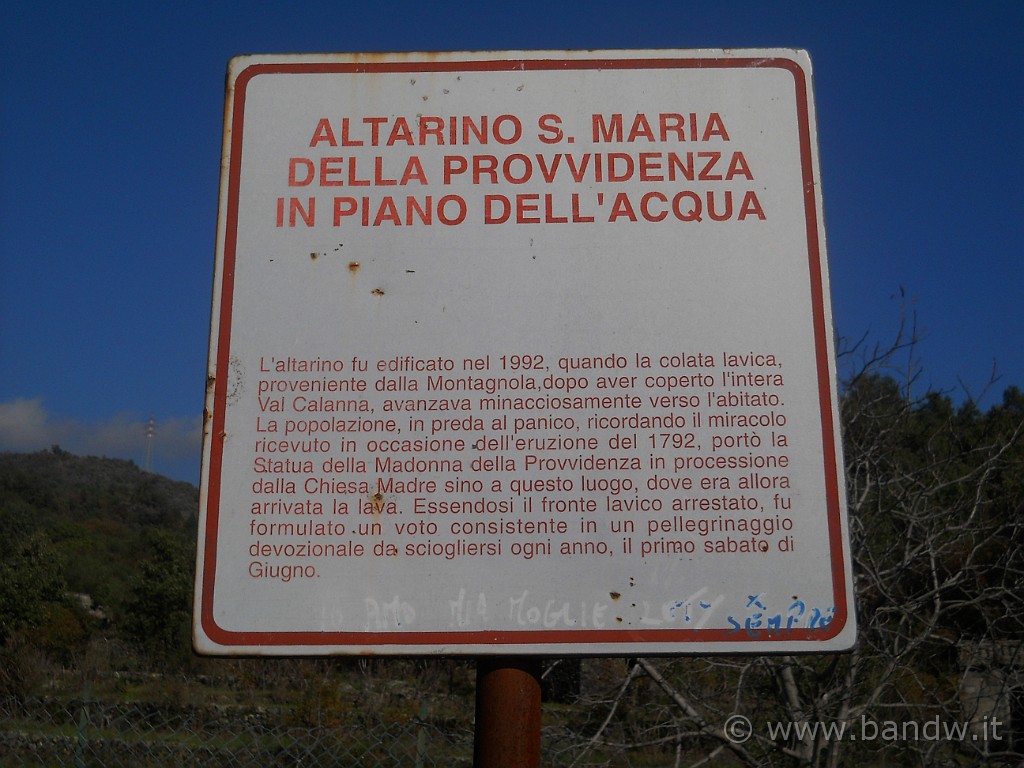 ALTARINO S. MARIA
DELLA PROVVIDENZA
IN PIANO DELL'ACQUA
L'altarino fu edificato nel 1992, quando la colata lavica,
proveniente dalla Montagnola,dopo aver coperto l'intera
Val Calanna, avanzava minacciosamente verso l'abitato.
La popolazione, in preda al panico, ricordando il miracolo
ricevuto in occasione dell'eruzione del 1792, portò la
Statua della Madonna della Provvidenza in processione
dalla Chiesa Madre sino a questo luogo, dove era allora
arrivata la lava. Essendosi il fronte lavico arrestato, fu
formulato un voto consistente in un pellegrinaggio
devozionale da sciogliersi ogni anno, il primo sabato di
Giugno.
AMO MIA MOGLIE
© www.bandw.it